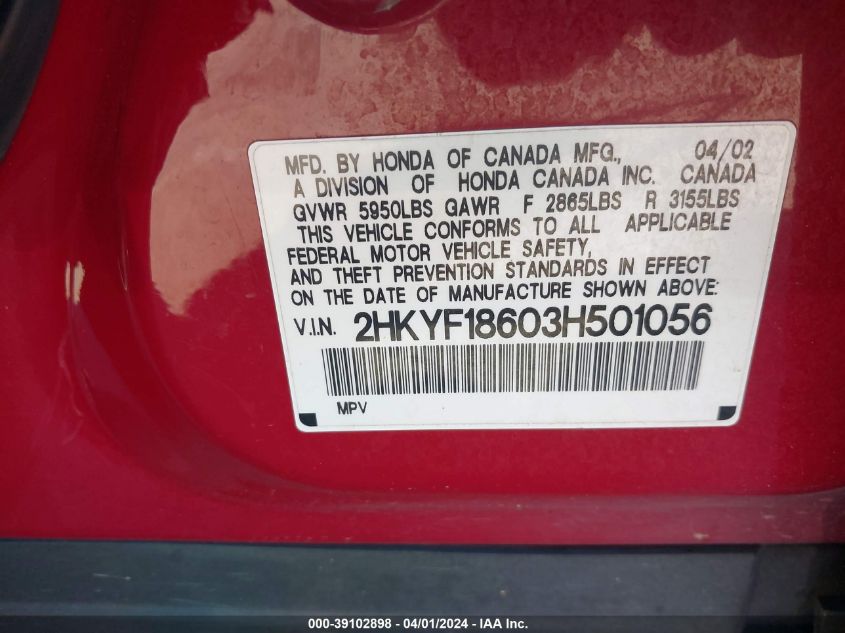 MFD. BY HONDA OF CANADA MFG., 04/02
A DIVISION OF HONDA CANADA INC. CANADA
GVWR 5950LBS GAWR F 2865LBS R 3155LBS
THIS VEHICLE CONFORMS TO ALL APPLICABLE
FEDERAL MOTOR VEHICLE SAFETY,
AND THEFT PREVENTION STANDARDS IN EFFECT
ON THE DATE OF MANUFACTURE SHOWN ABOVE:
V.I.N. 2HKYF18603H501056
MPV
000-39102898 - 04/01/2024 - IAA Inc.